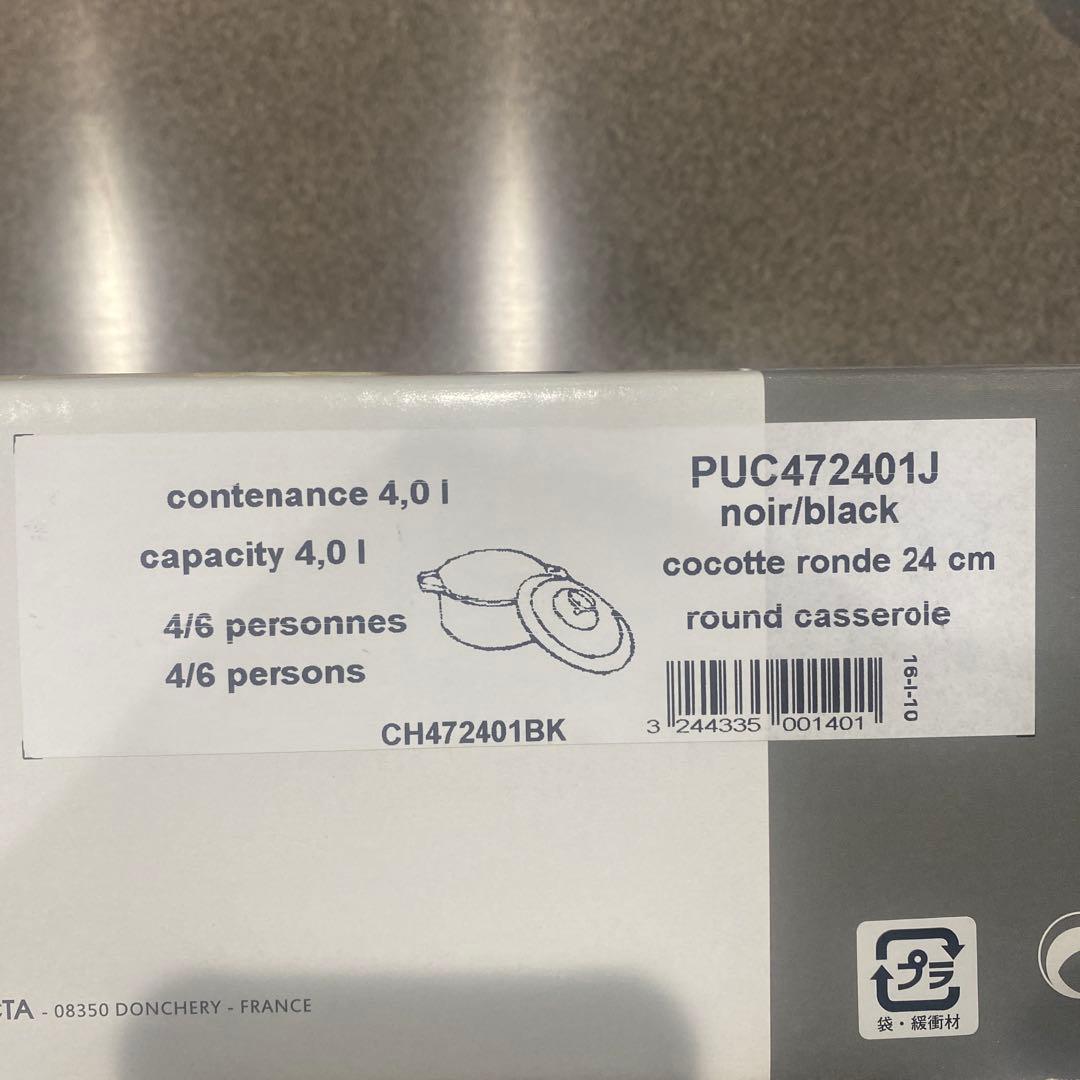 contenance 4,0 l
capacity 4,0 l
4/6 personnes
4/6 persons
CH472401BK
PUC472401J
noir/black
cocotte ronde 24 cm
round casserole
3 244335 001401
16-I-10
CTA - 08350 DONCHERY - FRANCE
プラ
袋・緩衝材